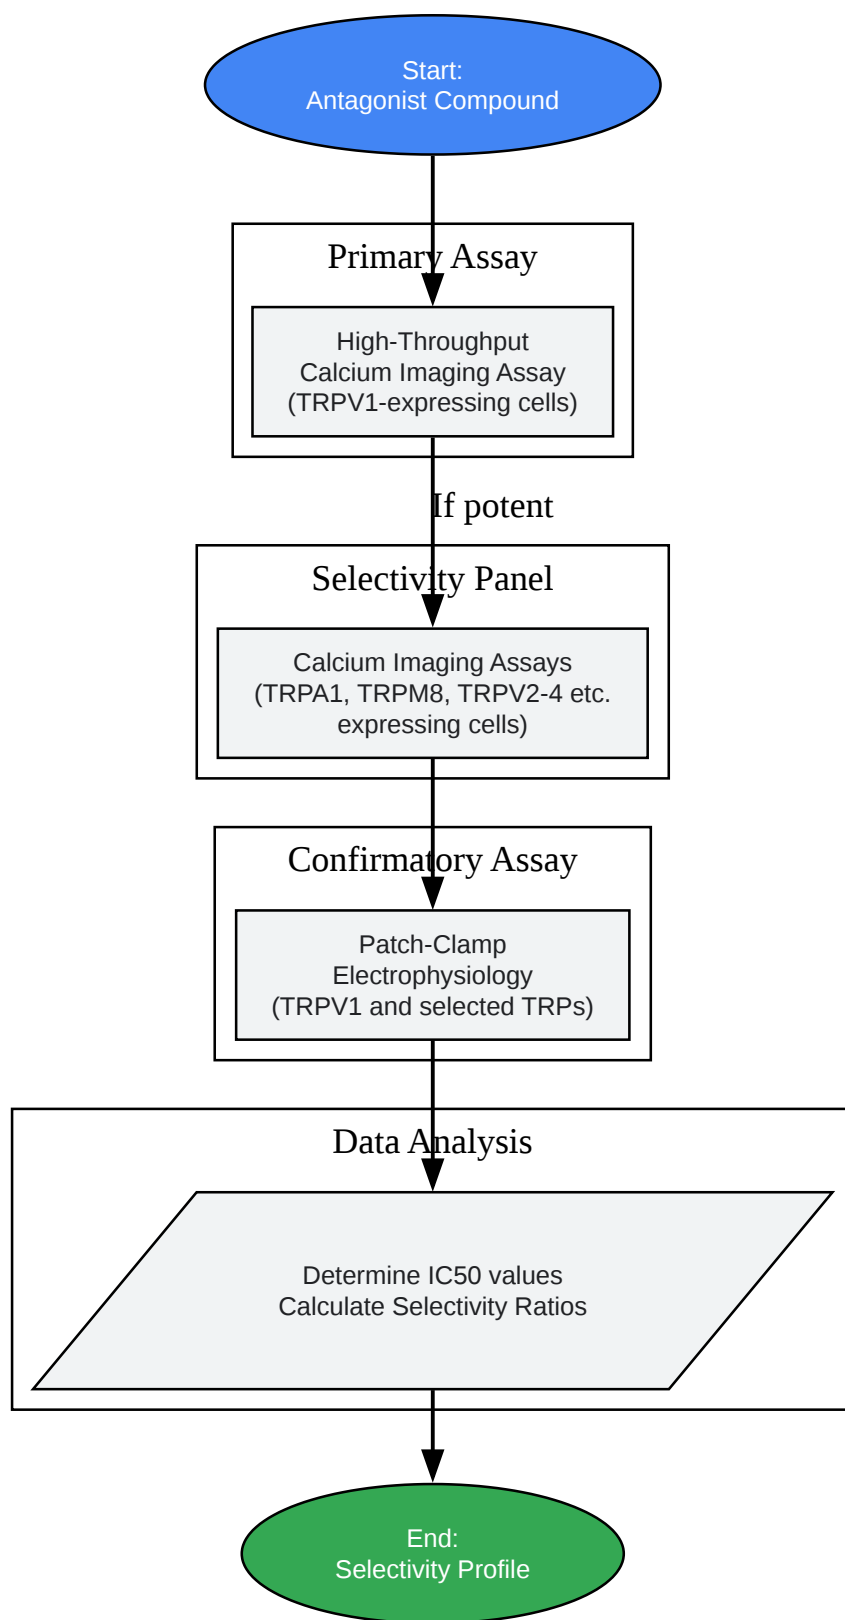 Start:
Antagonist Compound
Primary Assay
High-Throughput
Calcium Imaging Assay
(TRPV1-expressing cells)
If potent
Selectivity Panel
Calcium Imaging Assays
(TRPA1, TRPM8, TRPV2-4 etc.
expressing cells)
Confirmatory Assay
Patch-Clamp
Electrophysiology
(TRPV1 and selected TRPs)
Data Analysis
Determine IC50 values
Calculate Selectivity Ratios
End:
Selectivity Profile